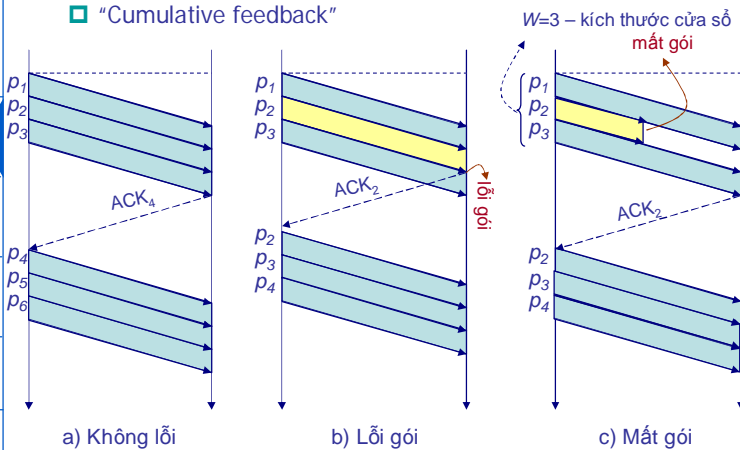 "Cumulative feedback"
W=3 – kích thước cửa sổ
mất gói
p1
p2
p3
ACK4
p4
p5
p6
a) Không lỗi
p1
p2
p3
lỗi gói
ACK2
p2
p3
p4
b) Lỗi gói
p1
p2
p3
ACK2
p2
p3
p4
c) Mất gói